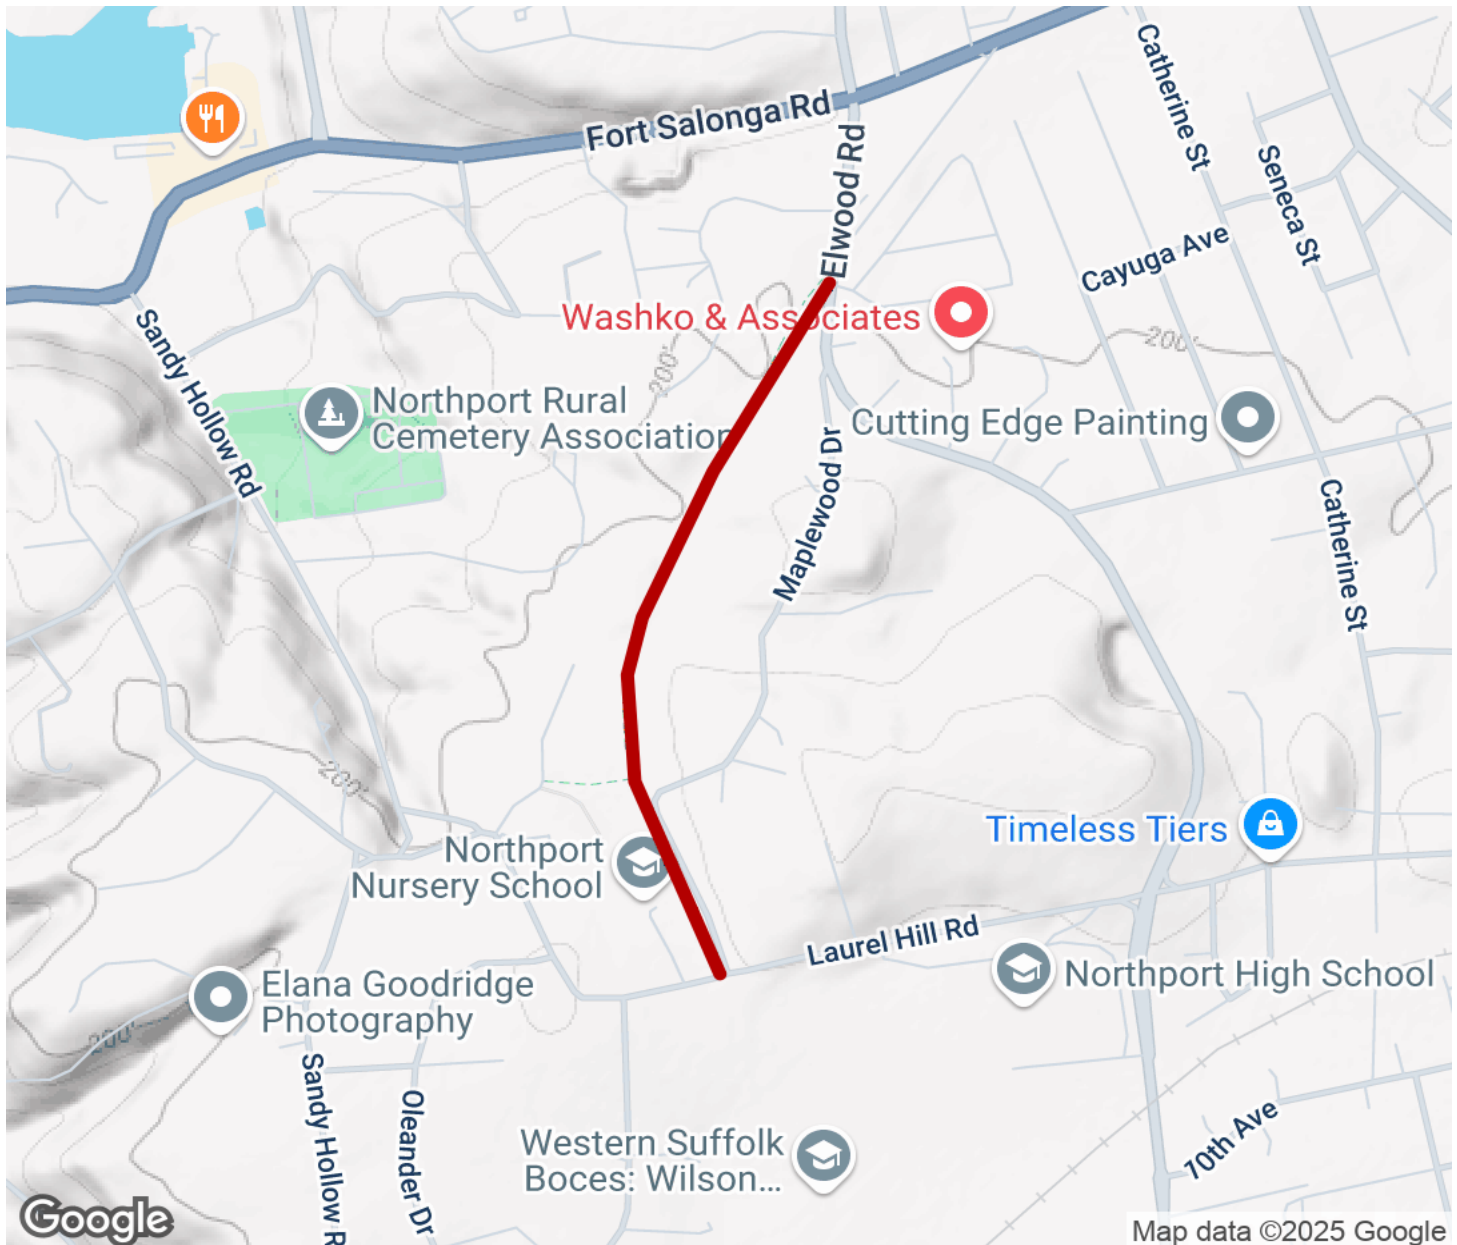 Fort Salonga Rd
Catherine St
Seneca St
Elwood Rd
Cayuga Ave
Washko & Associates
200'
Sandy Hollow Rd
200'
Northport Rural
Cemetery Association
Cutting Edge Painting
Maplewood Dr
Catherine St
200'
Timeless Tiers
Northport
Nursery School
Laurel Hill Rd
Northport High School
Elana Goodridge
Photography
200'
Sandy Hollow R
Oleander Dr
Western Suffolk
Boces: Wilson...
70th Ave
Google
Map data ©2025 Google